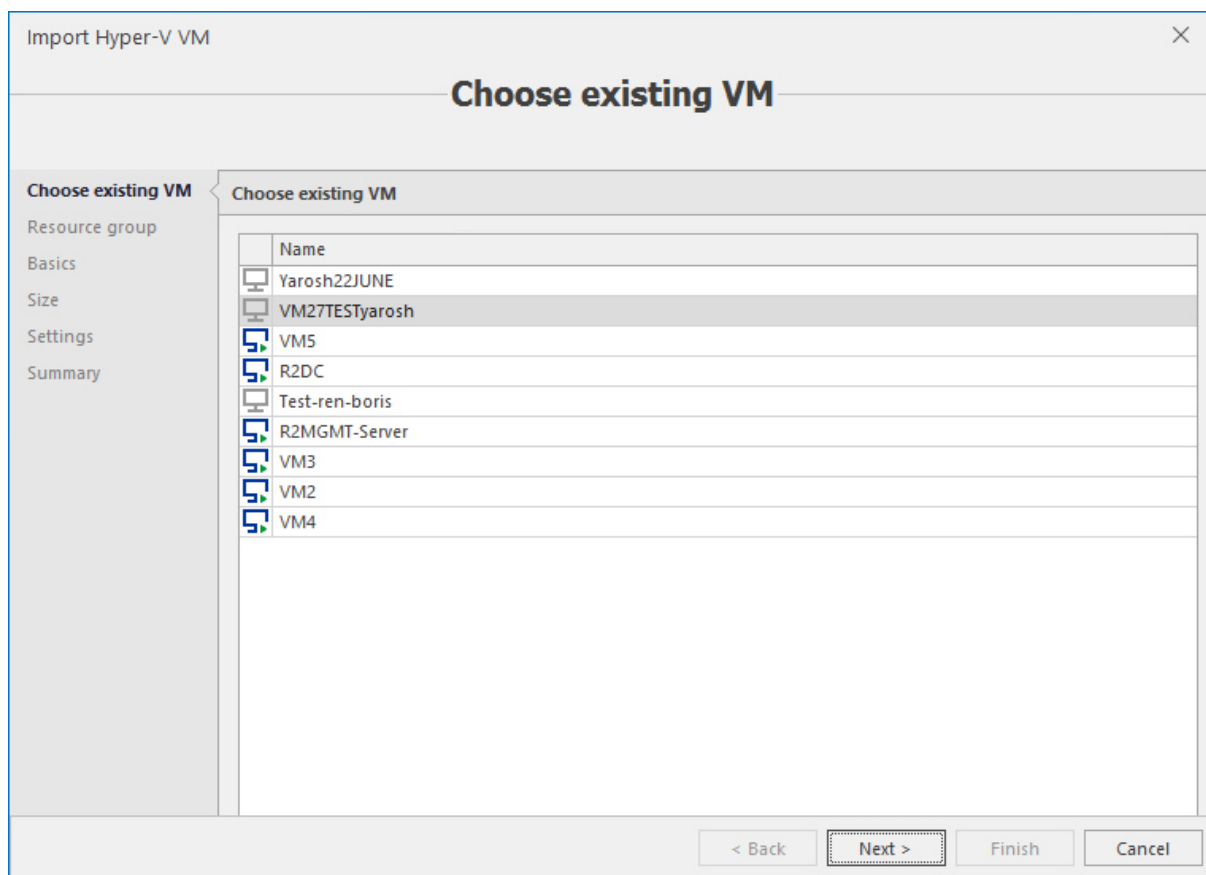 Import Hyper-V VM
Choose existing VM
Choose existing VM
Resource group
Basics
Size
Settings
Summary
Choose existing VM
Name
Yarosh22JUNE
VM27TESTyarosh
VM5
R2DC
Test-ren-boris
R2MGMT-Server
VM3
VM2
VM4
< Back Next > Finish Cancel